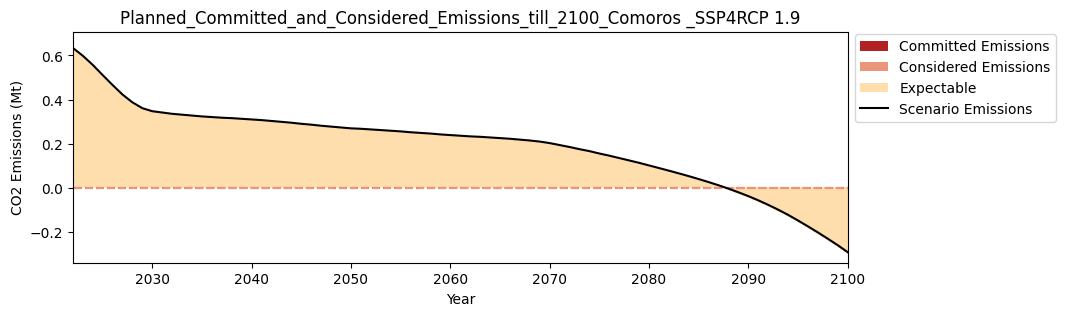 Planned_Committed_and_Considered_Emissions_till_2100_Comoros _SSP4RCP 1.9
CO2 Emissions (Mt)
0.6
0.4
0.2
0.0
−0.2
2030
2040
2050
2060
2070
2080
2090
2100
Year
Committed Emissions
Considered Emissions
Expectable
Scenario Emissions